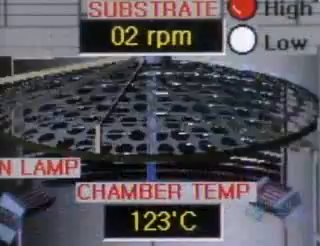 SUBSTRATE
High
02 rpm
Low
N LAMP
CHAMBER TEMP
123'C